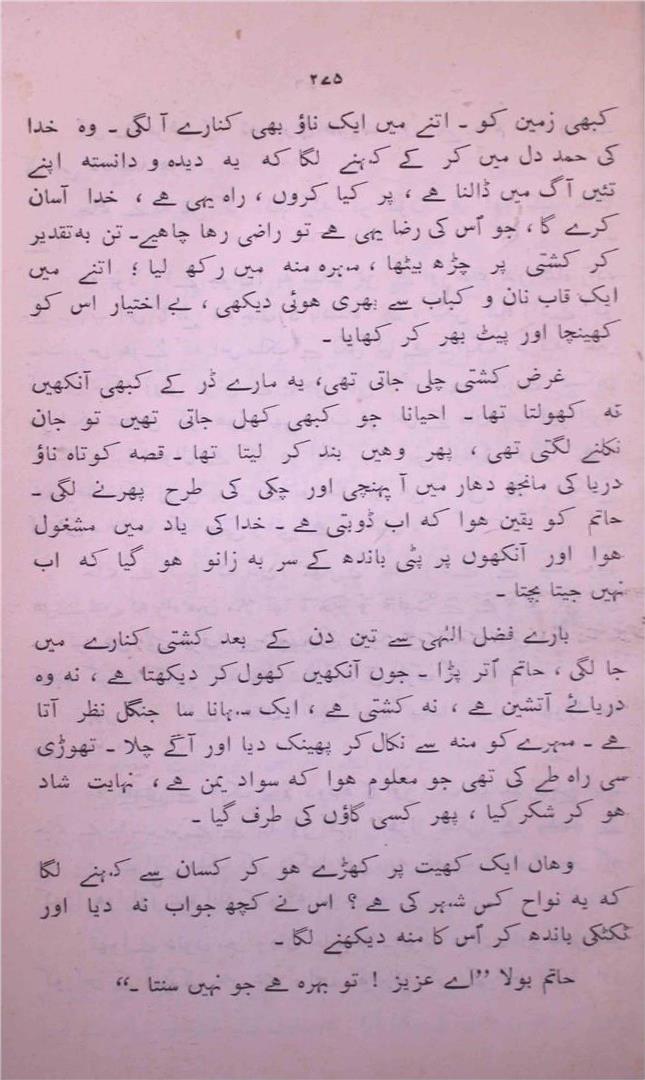 ۲۷۵
کبھی زمین کو ۔ اتنے میں ایک ناؤ بھی کنارے آ لگی ۔ وہ خدا
کی حمد دل میں کر کے کہنے لگا کہ یہ دیدہ و دانستہ اپنے
تئیں آگ میں ڈالنا ہے ، پر کیا کروں ، راہ یہی ہے ، خدا آسان
کرے گا ، جو اُس کی رضا یہی ہے تو راضی رہا چاہیے۔ تن بہ تقدیر
کر کشتی پر چڑھ بیٹھا ، مہرہ منہ میں رکھ لیا ؛ اتنے میں
ایک قاب نان و کباب سے بھری ہوئی دیکھی ، بے اختیار اس کو
کھینچا اور پیٹ بھر کر کھایا ۔
غرض کشتی چلی جاتی تھی، یہ مارے ڈر کے کبھی آنکھیں
نہ کھولتا تھا ۔ احیانا جو کبھی کھل جاتی تھیں تو جان
نکلنے لگتی تھی ، پھر وہیں بند کر لیتا تھا ۔ قصہ کوتاہ ناؤ
دریا کی مانجھ دھار میں آ پہنچی اور چکی کی طرح پھرنے لگی ۔
حاتم کو یقین ہوا کہ اب ڈوبتی ہے ۔ خدا کی یاد میں مشغول
ہوا اور آنکھوں پر پٹی باندھ کے سر بہ زانو ہو گیا کہ اب
نہیں جیتا بچتا ۔
بارے فضل الٰہی سے تین دن کے بعد کشتی کنارے میں
جا لگی ، حاتم اُتر پڑا ۔ جوں آنکھیں کھول کر دیکھتا ہے ، نہ وہ
دریائے آتشین ہے ، نہ کشتی ہے ، ایک سہانا سا جنگل نظر آتا
ہے ۔ مہرے کو منہ سے نکال کر پھینک دیا اور آگے چلا ۔ تھوڑی
سی راہ طے کی تھی جو معلوم ہوا کہ سواد یمن ہے ، نہایت شاد
ہو کر شکر کیا ، پھر کسی گاؤں کی طرف گیا ۔
وہاں ایک کھیت پر کھڑے ہو کر کسان سے کہنے لگا
کہ یہ نواح کس شہر کی ہے ؟ اس نے کچھ جواب نہ دیا اور
ٹکٹکی باندھ کر اُس کا منہ دیکھنے لگا ۔
حاتم بولا ”اے عزیز ! تو بہرہ ہے جو نہیں سنتا ۔“